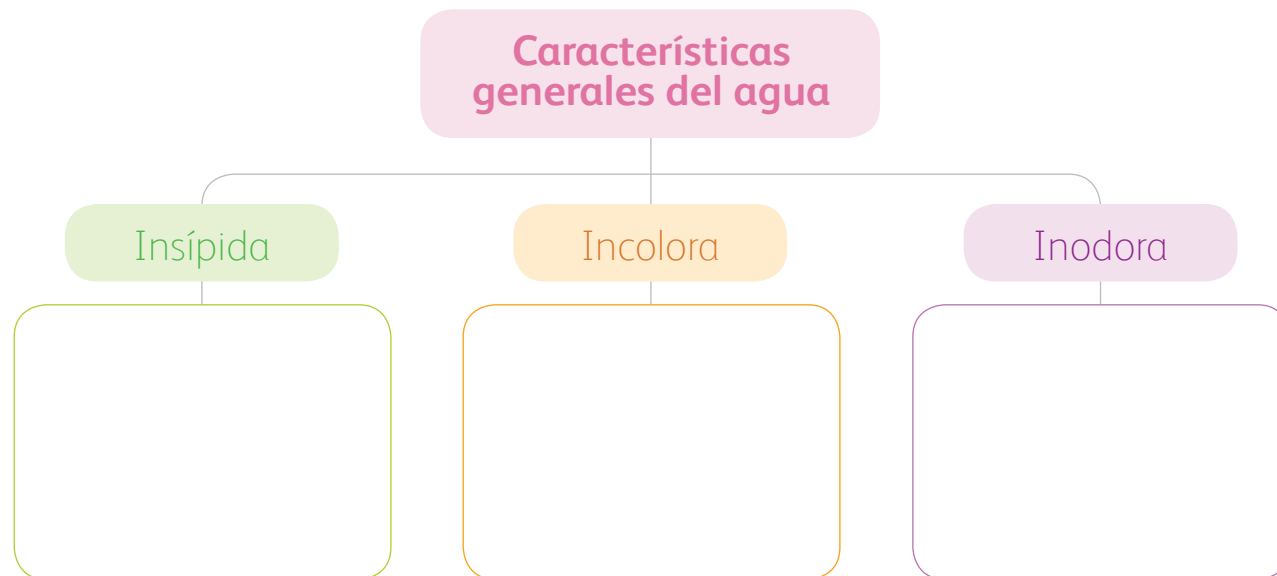 Características
generales del agua
Insípida
Incolora
Inodora